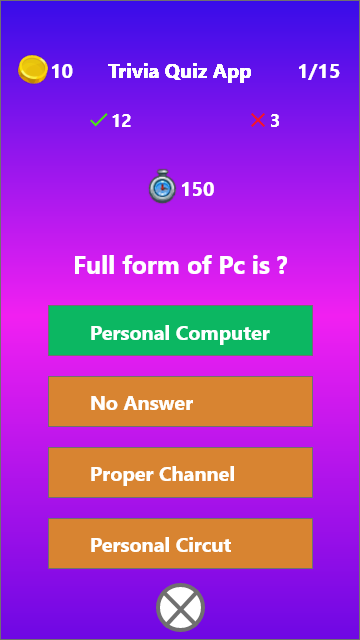 10 Trivia Quiz App 1/15
12 3
150
Full form of Pc is ?
Personal Computer
No Answer
Proper Channel
Personal Circut